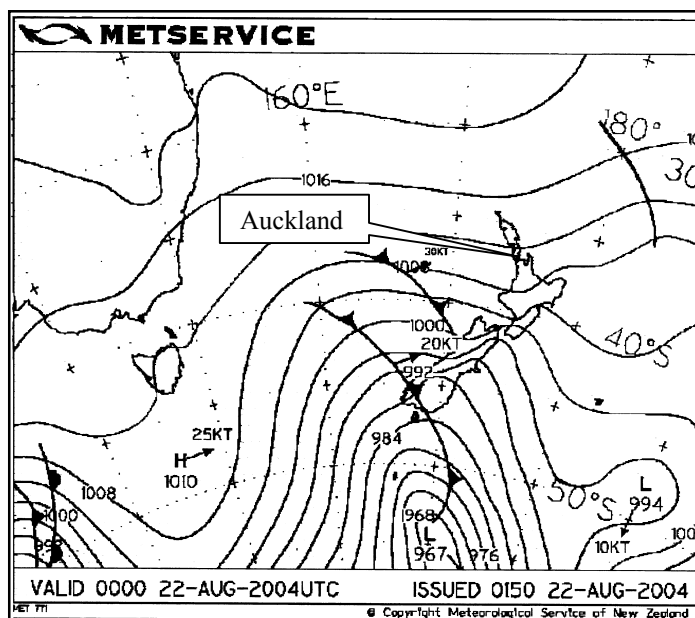 METSERVICE
160°E
180°
1016
Auckland
30KT
1008
1000
20KT
40°S
992
25KT
984
H
1010
1008
L
50°S
994
1000
968
L
967
976
10KT
VALID 0000 22-AUG-2004UTC ISSUED 0150 22-AUG-2004
© Copyright Meteorological Service of New Zealand